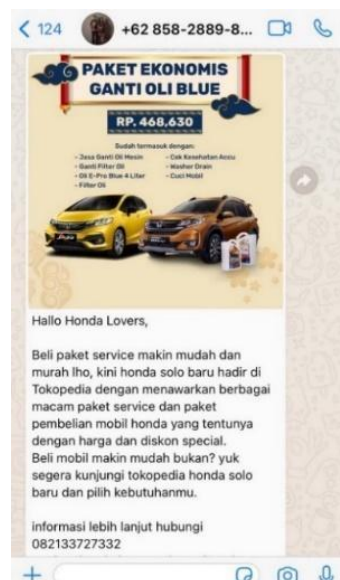 124
+62 858-2889-8...
PAKET EKONOMIS
GANTI OLI BLUE
RP. 468,630
Sudah termasuk dengan:
- Jasa Ganti Oli Mesin
- Ganti Filter Oli
- Oli E-Pro Blue 4 Liter
- Filter Oli
- Cek Kesehatan Accu
- Washer Drain
- Cuci Mobil
Hallo Honda Lovers,
Beli paket service makin mudah dan
murah lho, kini honda solo baru hadir di
Tokopedia dengan menawarkan berbagai
macam paket service dan paket
pembelian mobil honda yang tentunya
dengan harga dan diskon special.
Beli mobil makin mudah bukan? yuk
segera kunjungi tokopedia honda solo
baru dan pilih kebutuhanmu.
informasi lebih lanjut hubungi
082133727332